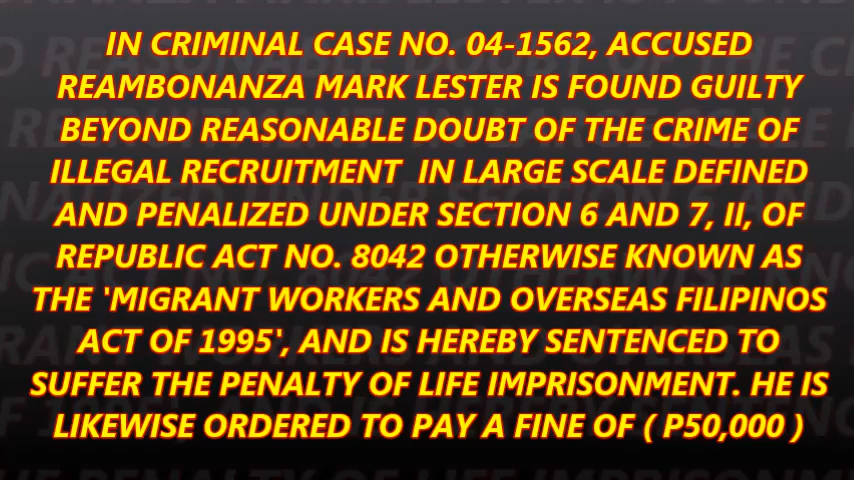 IN CRIMINAL CASE NO. 04-1562, ACCUSED
REAMBONANZA MARK LESTER IS FOUND GUILTY
BEYOND REASONABLE DOUBT OF THE CRIME OF
ILLEGAL RECRUITMENT  IN LARGE SCALE DEFINED
AND PENALIZED UNDER SECTION 6 AND 7, II, OF
REPUBLIC ACT NO. 8042 OTHERWISE KNOWN AS
THE 'MIGRANT WORKERS AND OVERSEAS FILIPINOS
ACT OF 1995', AND IS HEREBY SENTENCED TO
SUFFER THE PENALTY OF LIFE IMPRISONMENT. HE IS
LIKEWISE ORDERED TO PAY A FINE OF ( P50,000 )